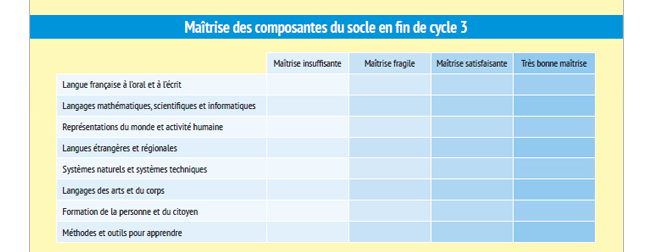 Maîtrise des composantes du socle en fin de cycle 3
Maîtrise insuffisante Maîtrise fragile Maîtrise satisfaisante Très bonne maîtrise
Langue française à l'oral et à l'écrit
Langages mathématiques, scientifiques et informatiques
Représentations du monde et activité humaine
Langues étrangères et régionales
Systèmes naturels et systèmes techniques
Langages des arts et du corps
Formation de la personne et du citoyen
Méthodes et outils pour apprendre